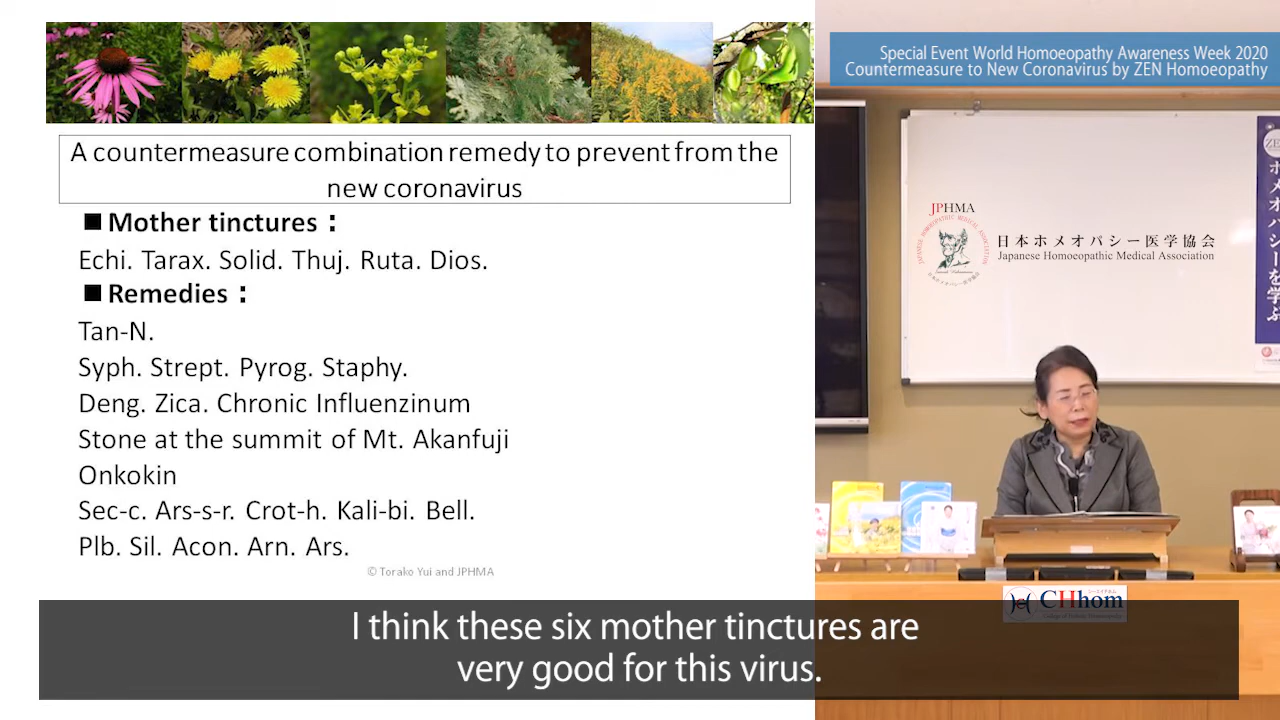 Special Event World Homoeopathy Awareness Week 2020
Countermeasure to New Coronavirus by ZEN Homoeopathy
A countermeasure combination remedy to prevent from the
new coronavirus
■ Mother tinctures：
Echi. Tarax. Solid. Thuj. Ruta. Dios.
■ Remedies：
Tan-N.
Syph. Strept. Pyrog. Staphy.
Deng. Zica. Chronic Influenzinum
Stone at the summit of Mt. Akanfuji
Onkokin
Sec-c. Ars-s-r. Crot-h. Kali-bi. Bell.
Plb. Sil. Acon. Arn. Ars.
© Torako Yui and JPHMA
JPHMA
日本ホメオパシー医学協会
Japanese Homoeopathic Medical Association
ZEN
ホメオパシーを学ぶ
CHhom
I think these six mother tinctures are
very good for this virus.